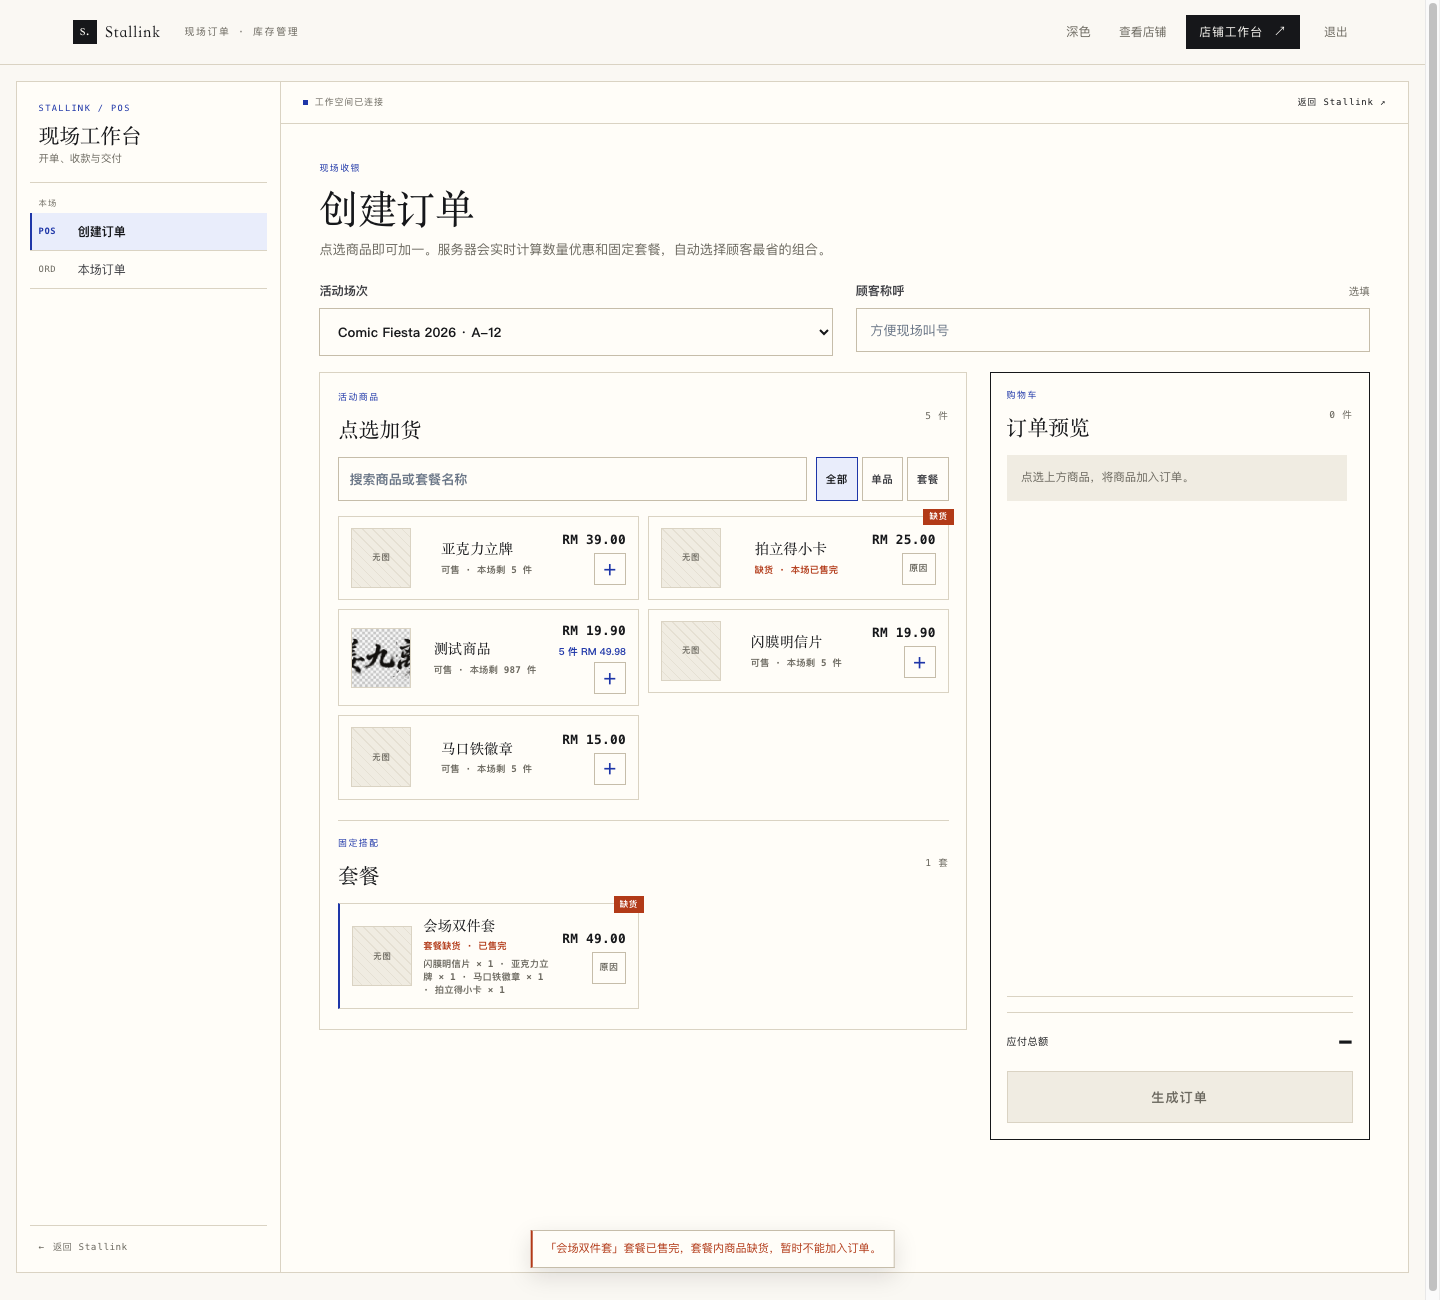 S. Stallink 现场订单 · 库存管理 深色 查看店铺 店铺工作台 ↗ 退出
STALLINK / POS
现场工作台
开单、收款与交付
本场
POS 创建订单
ORD 本场订单
← 返回 Stallink
工作空间已连接 返回 Stallink ↗
现场收银
创建订单
点选商品即可加一。服务器会实时计算数量优惠和固定套餐，自动选择顾客最省的组合。
活动场次
Comic Fiesta 2026 · A-12
顾客称呼 选填
方便现场叫号
活动商品
点选加货
5 件
搜索商品或套餐名称 全部 单品 套餐
无图
亚克力立牌
可售 · 本场剩 5 件
RM 39.00
+
缺货
无图
拍立得小卡
缺货 · 本场已售完
RM 25.00
原因
测试商品
可售 · 本场剩 987 件
RM 19.90
5 件 RM 49.98
+
无图
闪膜明信片
可售 · 本场剩 5 件
RM 19.90
+
无图
马口铁徽章
可售 · 本场剩 5 件
RM 15.00
+
固定搭配
套餐
1 套
缺货
无图
会场双件套
套餐缺货 · 已售完
闪膜明信片 × 1 · 亚克力立
牌 × 1 · 马口铁徽章 × 1
· 拍立得小卡 × 1
RM 49.00
原因
购物车
订单预览
0 件
点选上方商品，将商品加入订单。
应付总额 —
生成订单
「会场双件套」套餐已售完，套餐内商品缺货，暂时不能加入订单。